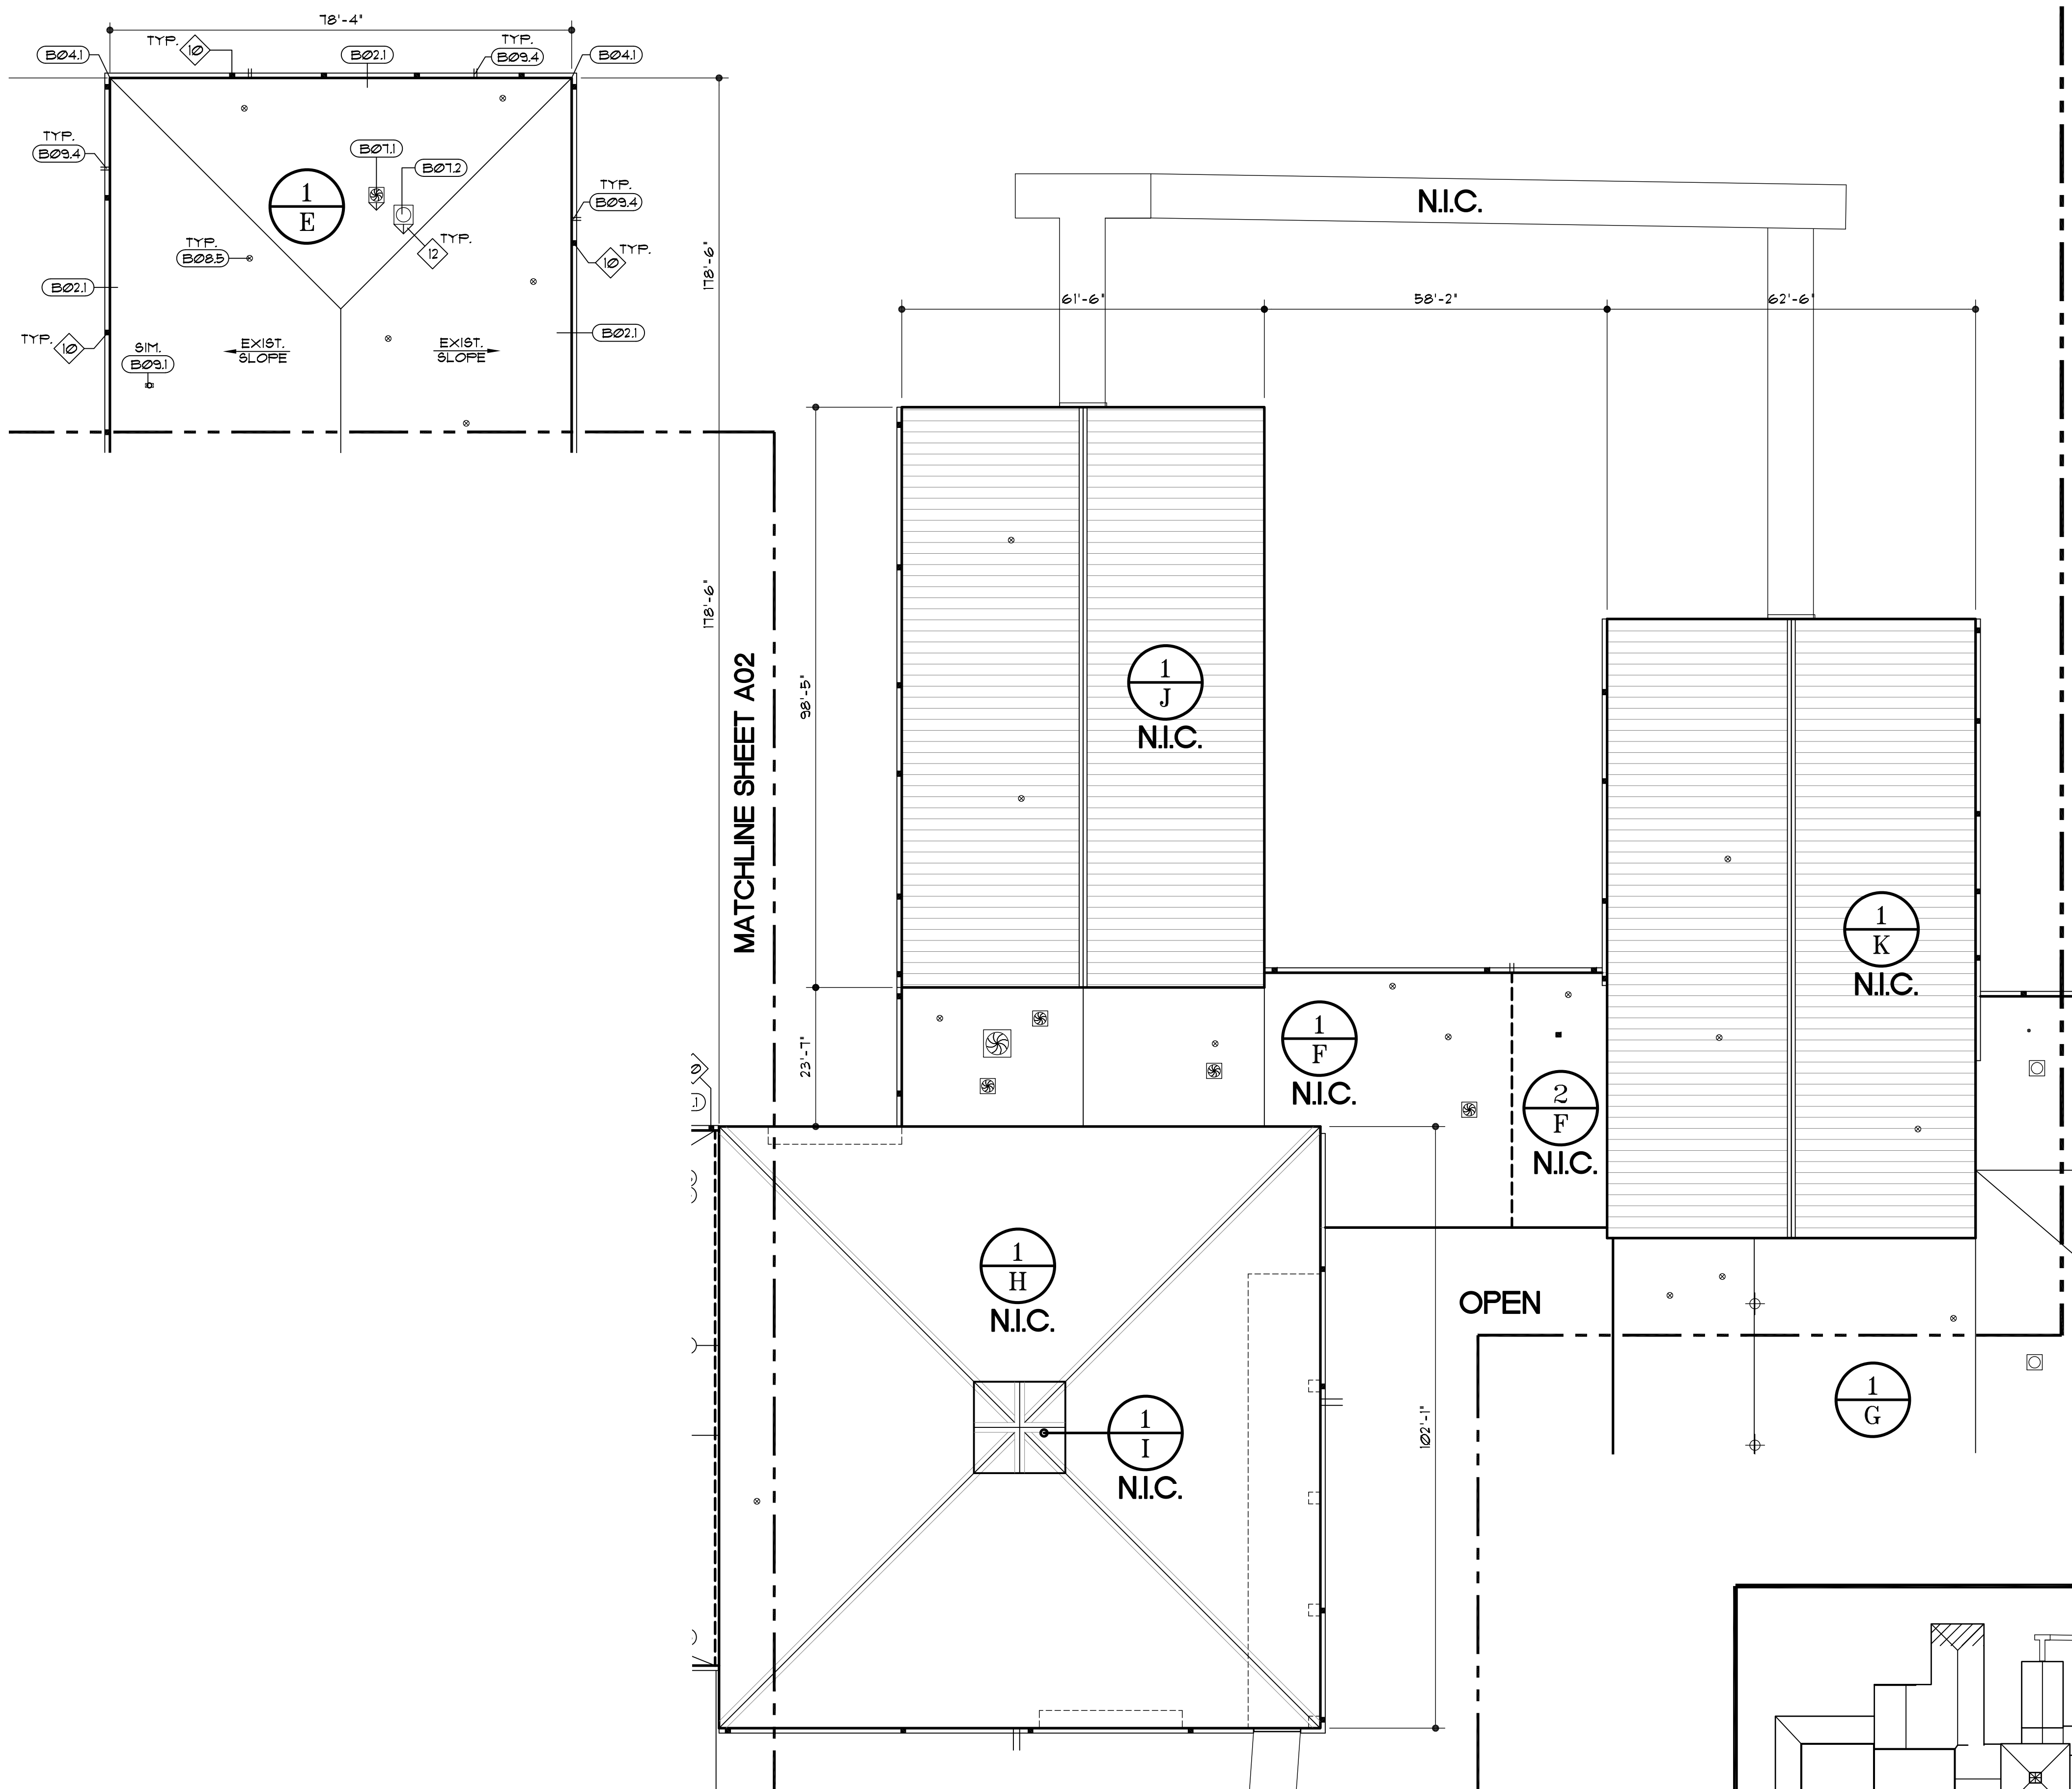 78'-4"
TYP.
10
B04.1
B02.1
TYP.
B09.4
B04.1
TYP.
B09.4
B07.1
B07.2
1
E
TYP.
B09.4
TYP.
12
TYP.
10
TYP.
B08.5
B02.1
TYP.
10
SIM.
B09.1
EXIST.
SLOPE
EXIST.
SLOPE
B02.1
178'-6"
178'-6"
MATCHLINE SHEET A02
N.I.C.
61'-6"
58'-2"
62'-6"
98'-5"
23'-7"
1
J
N.I.C.
1
K
N.I.C.
1
F
N.I.C.
2
F
N.I.C.
1
H
N.I.C.
1
I
N.I.C.
OPEN
102'-1"
1
G